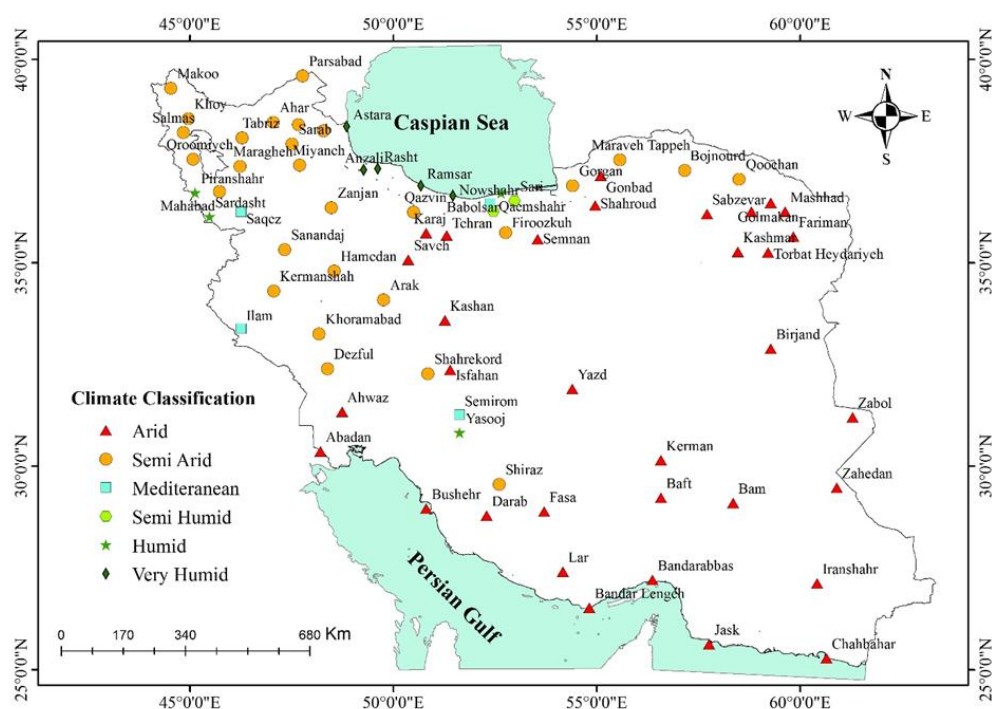 45°0'0"E 50°0'0"E 55°0'0"E 60°0'0"E
40°0'0"N
40°0'0"N
Parsabad
Makoo
N
W E
S
Khoy
Ahar
Astara
Salmas
Tabriz
Sarab
Caspian Sea
Oroomiyeh
Maragheh
Miyaneh
Anzali
Rasht
Maraveh Tappeh
Bojnourd
Qoochan
Piranshahr
Zanjan
Ramsar
Gorgan
Gonbad
Sardasht
Mahabad
Qazvin
Nowshahr
Sari
Sabzevar
Mashhad
Saqez
Karaj
Babolsar
Qaemshahr
Shahroud
Golmakan
Fariman
Tehran
Firoozkuh
Sanandaj
Saveh
Semnan
Kashmar
Torbat Heydariyeh
35°0'0"N
35°0'0"N
Hamedan
Kermanshah
Arak
Kashan
Ilam
Khoramabad
Birjand
Dezful
Shahrekord
Isfahan
Yazd
Climate Classification
Semirom
Zabol
Arid
Ahwaz
Yasooj
Semi Arid
Abadan
Kerman
30°0'0"N
30°0'0"N
Mediteranean
Shiraz
Baft
Bam
Zahedan
Semi Humid
Bushehr
Darab
Fasa
Humid
Very Humid
Lar
Bandarabbas
Iranshahr
Persian Gulf
Bandar Lengeh
0 170 340 680 Km
Jask
Chahbahar
25°0'0"N
25°0'0"N
45°0'0"E 50°0'0"E 55°0'0"E 60°0'0"E